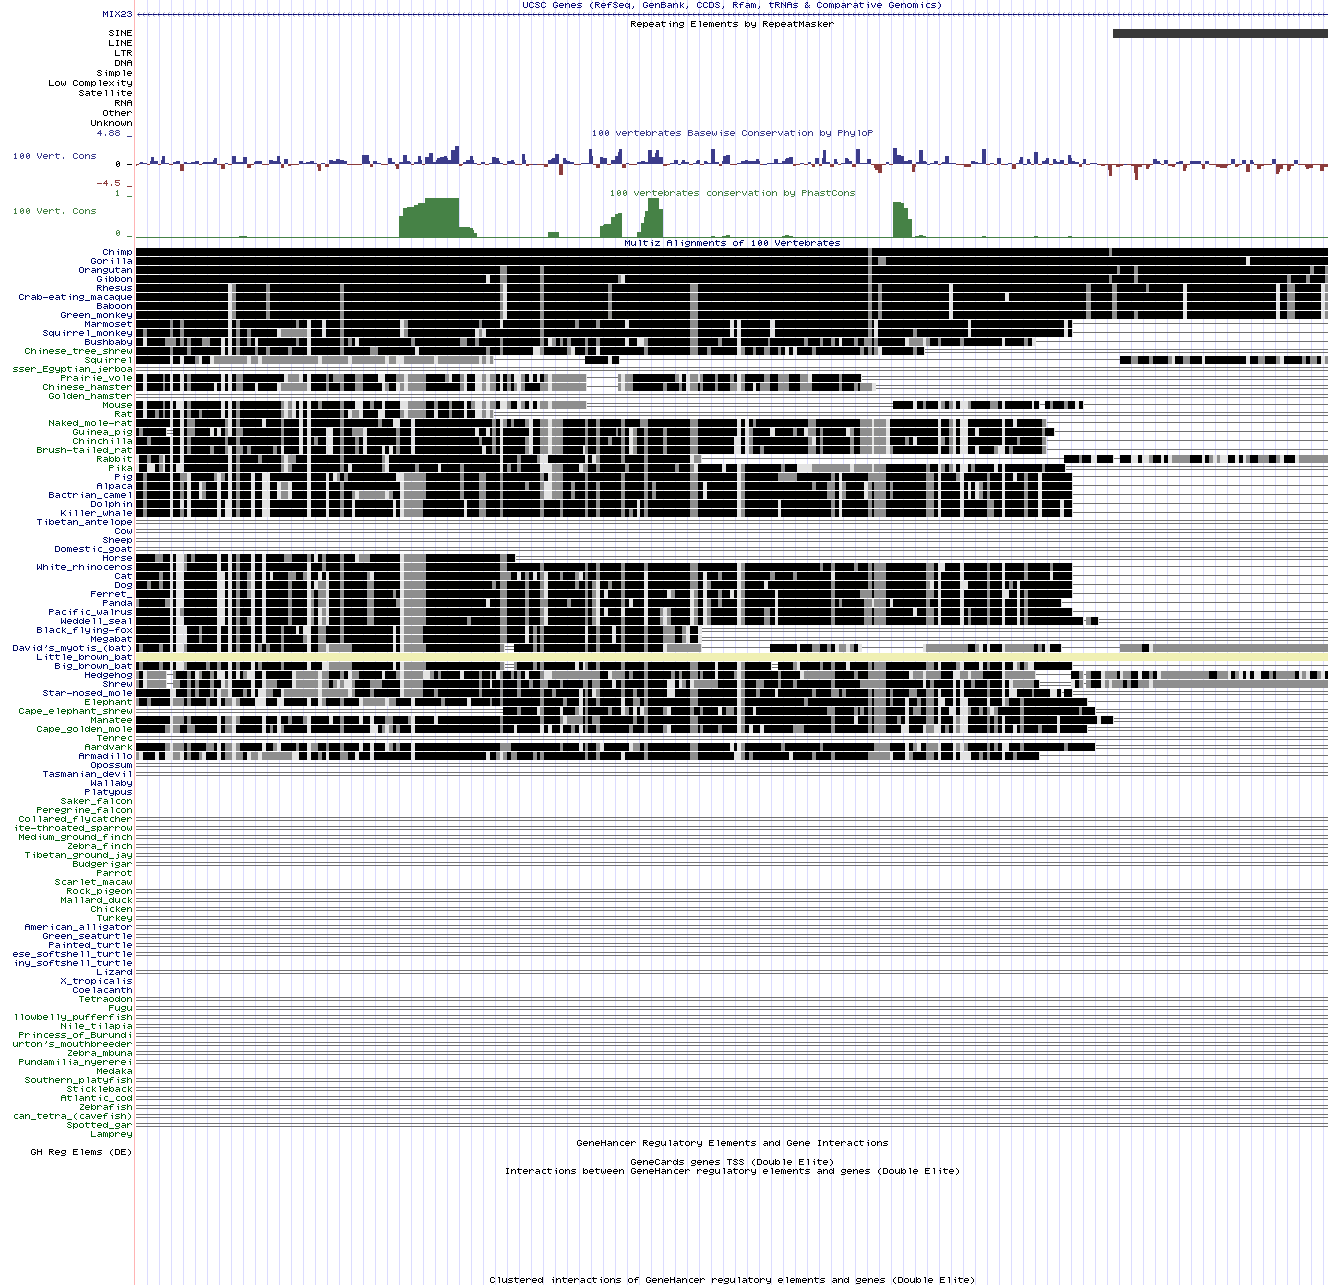 UCSC Genes (RefSeq, GenBank, CCDS, Rfam, tRNAs & Comparative Genomics)
MIX23
Repeating Elements by RepeatMasker
SINE
LINE
LTR
DNA
Simple
Low Complexity
Satellite
RNA
Other
Unknown
4.88 _
100 vertebrates Basewise Conservation by PhyloP
100 Vert. Cons
0 _
-4.5 _
1 _
100 vertebrates conservation by PhastCons
100 Vert. Cons
0 _
Multiz Alignments of 100 Vertebrates
Chimp
Gorilla
Orangutan
Gibbon
Rhesus
Crab-eating_macaque
Baboon
Green_monkey
Marmoset
Squirrel_monkey
Bushbaby
Chinese_tree_shrew
Squirrel
sser_Egyptian_jerboa
Prairie_vole
Chinese_hamster
Golden_hamster
Mouse
Rat
Naked_mole-rat
Guinea_pig
Chinchilla
Brush-tailed_rat
Rabbit
Pika
Pig
Alpaca
Bactrian_camel
Dolphin
Killer_whale
Tibetan_antelope
Cow
Sheep
Domestic_goat
Horse
White_rhinoceros
Cat
Dog
Ferret_
Panda
Pacific_walrus
Weddell_seal
Black_flying-fox
Megabat
David's_myotis_(bat)
Little_brown_bat
Big_brown_bat
Hedgehog
Shrew
Star-nosed_mole
Elephant
Cape_elephant_shrew
Manatee
Cape_golden_mole
Tenrec
Aardvark
Armadillo
Opossum
Tasmanian_devil
Wallaby
Platypus
Saker_falcon
Peregrine_falcon
Collared_flycatcher
ite-throated_sparrow
Medium_ground_finch
Zebra_finch
Tibetan_ground_jay
Budgerigar
Parrot
Scarlet_macaw
Rock_pigeon
Mallard_duck
Chicken
Turkey
American_alligator
Green_seaturtle
Painted_turtle
ese_softshell_turtle
iny_softshell_turtle
Lizard
X_tropicalis
Coelacanth
Tetraodon
Fugu
llowbelly_pufferfish
Nile_tilapia
Princess_of_Burundi
urton's_mouthbreeder
Zebra_mbuna
Pundamilia_nyererei
Medaka
Southern_platyfish
Stickleback
Atlantic_cod
Zebrafish
can_tetra_(cavefish)
Spotted_gar
Lamprey
GeneHancer Regulatory Elements and Gene Interactions
GH Reg Elems (DE)
GeneCards genes TSS (Double Elite)
Interactions between GeneHancer regulatory elements and genes (Double Elite)
Clustered interactions of GeneHancer regulatory elements and genes (Double Elite)